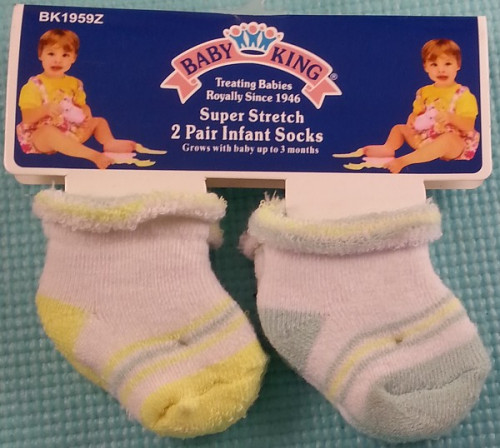 BK1959Z
BABY KING®
Treating Babies
Royally Since 1946
Super Stretch
2 Pair Infant Socks
Grows with baby up to 3 months